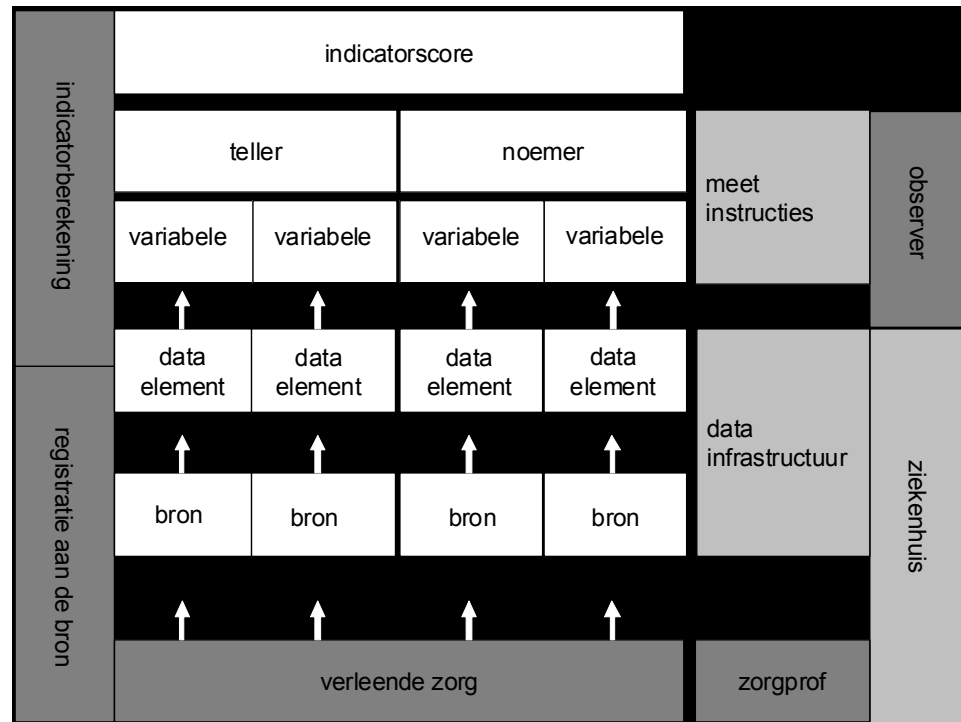 indicatorscore
indicatorberekening
teller
noemer
meet
instructies
observer
variabele
variabele
variabele
variabele
data
element
data
element
data
element
data
element
data
infrastructuur
ziekenhuis
registratie aan de bron
bron
bron
bron
bron
verleende zorg
zorgprof